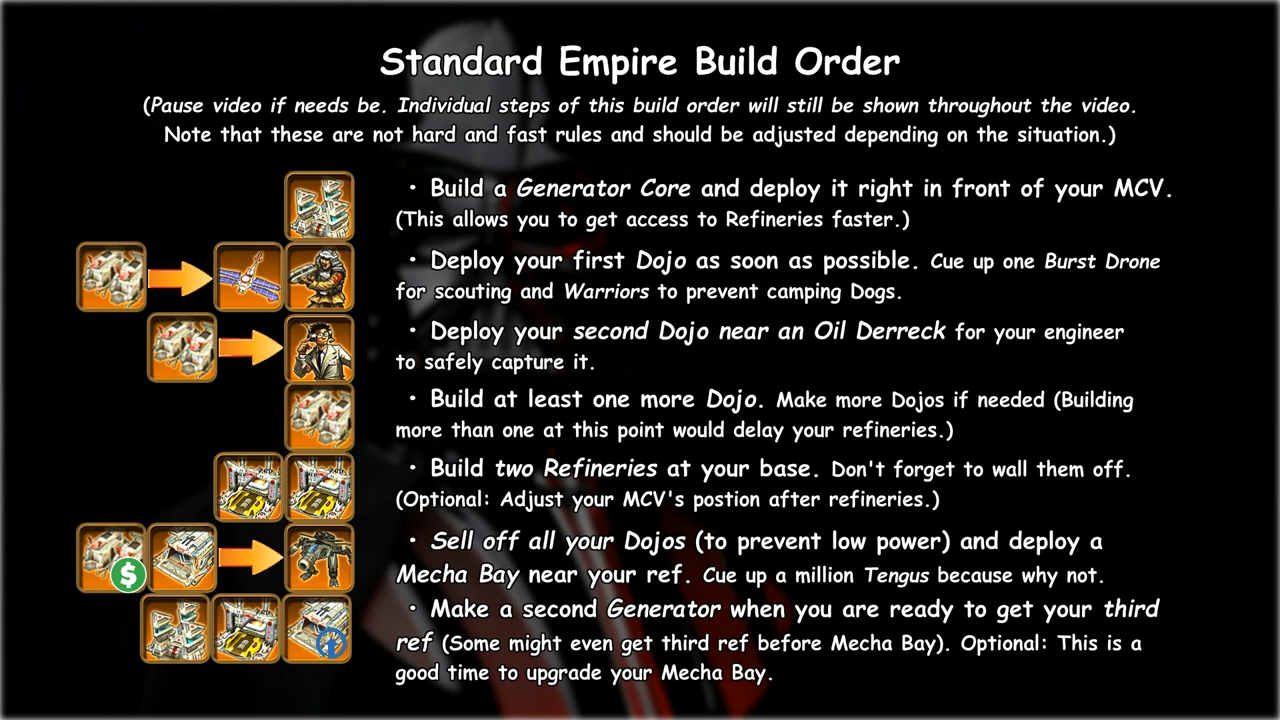 Standard Empire Build Order
(Pause video if needs be. Individual steps of this build order will still be shown throughout the video.
Note that these are not hard and fast rules and should be adjusted depending on the situation.)
• Build a Generator Core and deploy it right in front of your MCV.
(This allows you to get access to Refineries faster.)
• Deploy your first Dojo as soon as possible. Cue up one Burst Drone
for scouting and Warriors to prevent camping Dogs.
• Deploy your second Dojo near an Oil Derreck for your engineer
to safely capture it.
• Build at least one more Dojo. Make more Dojos if needed (Building
more than one at this point would delay your refineries.)
• Build two Refineries at your base. Don't forget to wall them off.
(Optional: Adjust your MCV's postion after refineries.)
$
• Sell off all your Dojos (to prevent low power) and deploy a
Mecha Bay near your ref. Cue up a million Tengus because why not.
• Make a second Generator when you are ready to get your third
ref (Some might even get third ref before Mecha Bay). Optional: This is a
good time to upgrade your Mecha Bay.